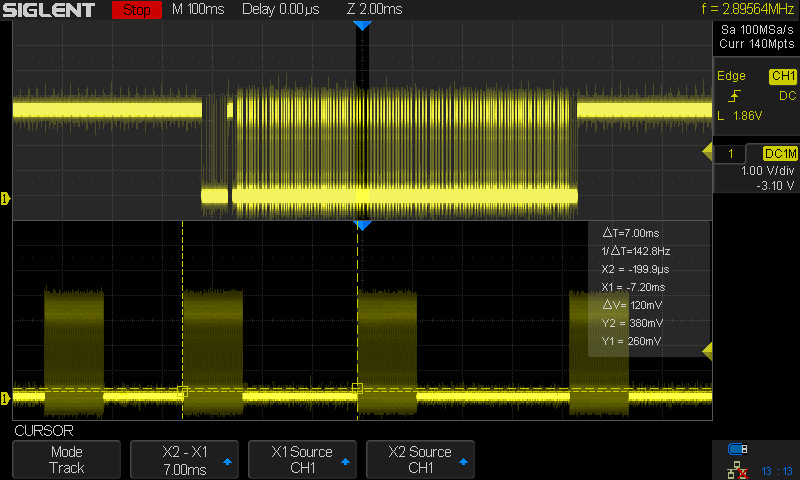 SIGLENT Stop M 100ms Delay 0.00µs Z 2.00ms f = 2.89564MHz
Sa 100MSa/s
Curr 140Mpts
Edge CH1
DC
L 1.86V
1 DC1M
1.00 V/div
-3.10 V
1
ΔT=7.00ms
1/ΔT=142.8Hz
X2 = -199.9µs
X1 = -7.20ms
ΔV= 120mV
Y2 = 380mV
Y1 = 260mV
1
CURSOR
Mode
Track
X2 - X1
7.00ms
X1 Source
CH1
X2 Source
CH1
13 : 13